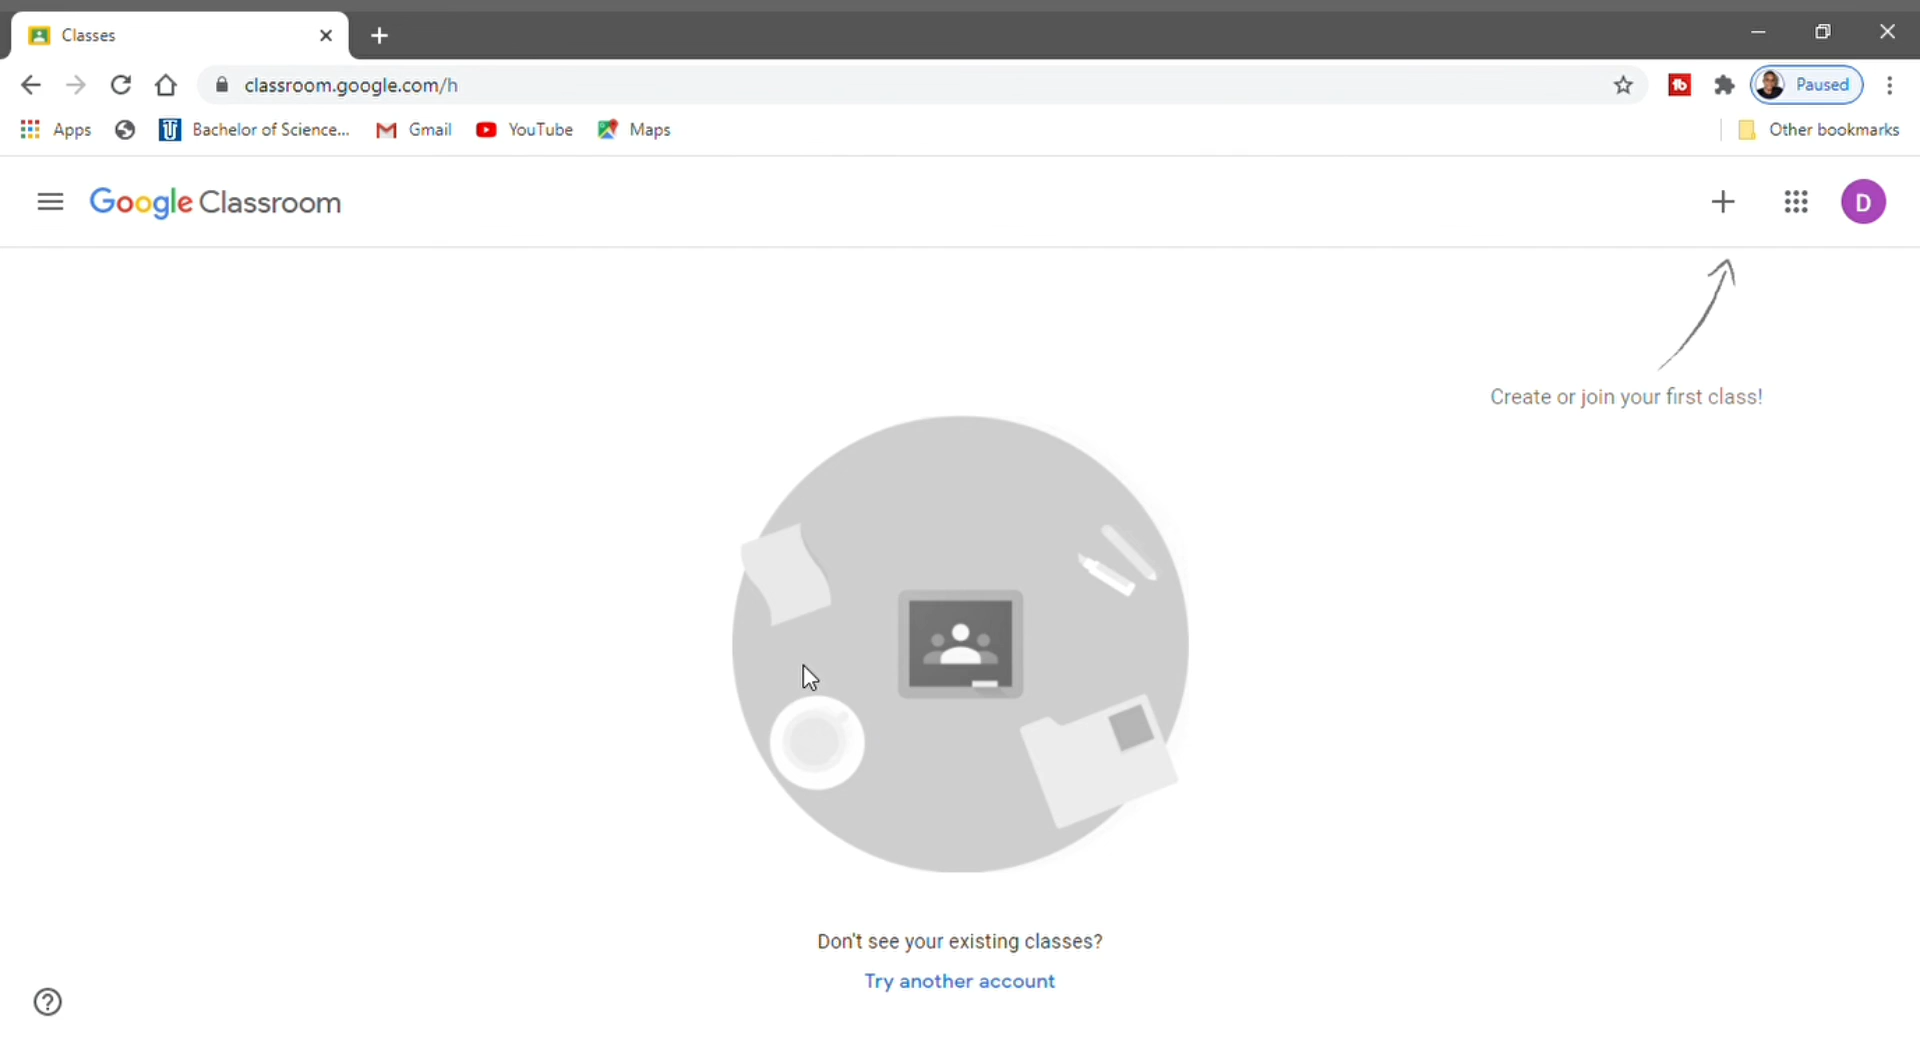 Classes
classroom.google.com/h
Paused
Apps
Bachelor of Science...
Gmail
YouTube
Maps
Other bookmarks
Google Classroom
D
Create or join your first class!
Don't see your existing classes?
Try another account